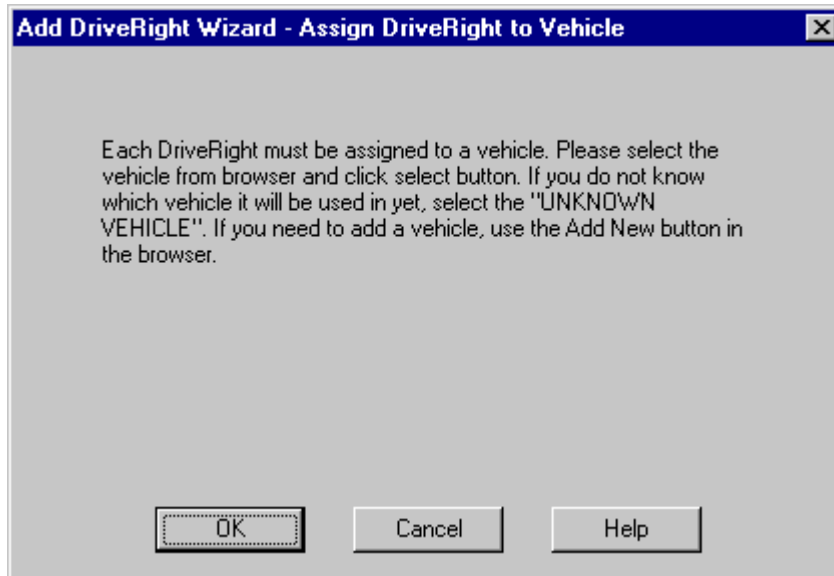 Add DriveRight Wizard - Assign DriveRight to Vehicle
Each DriveRight must be assigned to a vehicle. Please select the
vehicle from browser and click select button. If you do not know
which vehicle it will be used in yet, select the "UNKNOWN
VEHICLE". If you need to add a vehicle, use the Add New button in
the browser.
OK Cancel Help